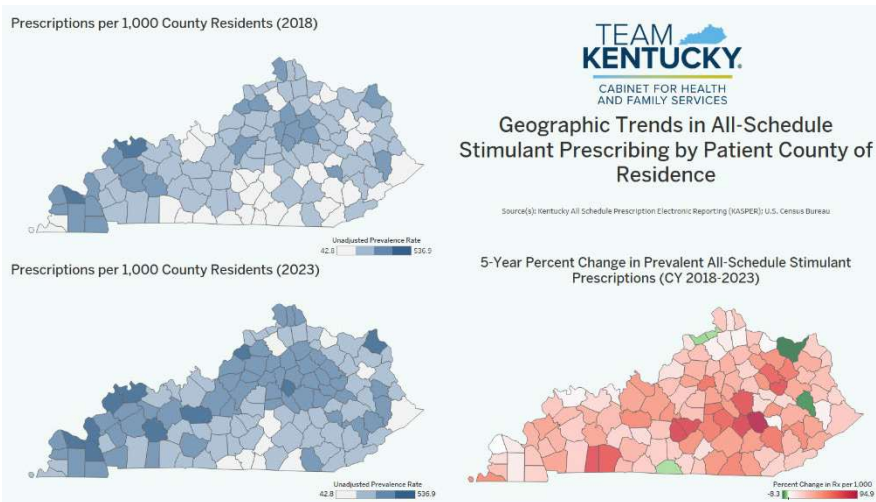 Prescriptions per 1,000 County Residents (2018)
Unadjusted Prevalence Rate
42.8
536.9
TEAM
KENTUCKY®
CABINET FOR HEALTH
AND FAMILY SERVICES
Geographic Trends in All-Schedule
Stimulant Prescribing by Patient County of
Residence
Source(s): Kentucky All Schedule Prescription Electronic Reporting (KASPER); U.S. Census Bureau
Prescriptions per 1,000 County Residents (2023)
Unadjusted Prevalence Rate
42.8
536.9
5-Year Percent Change in Prevalent All-Schedule Stimulant
Prescriptions (CY 2018-2023)
Percent Change in Rx per 1,000
-8.3
94.9